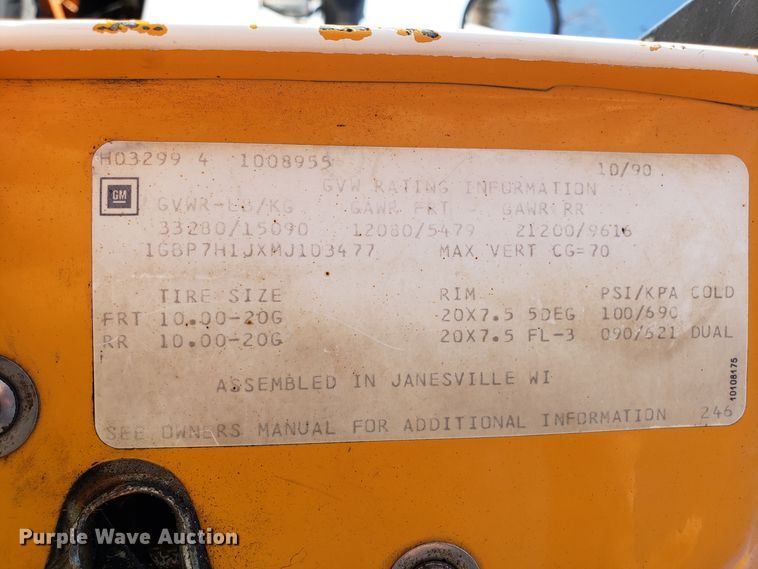 H03299 4 1008955 10/90
GM GVW RATING INFORMATION
GVWR-LB/KG GAWR FRT - GAWR RR
33280/15090 12080/5479 21200/9616
1GBP7H1JXMJ103477 MAX VERT CG=70
TIRE SIZE RIM PSI/KPA COLD
FRT 10.00-20G 20X7.5 5DEG 100/690
RR 10.00-20G 20X7.5 FL-3 090/621 DUAL
ASSEMBLED IN JANESVILLE WI
10108175
SEE OWNERS MANUAL FOR ADDITIONAL INFORMATION 246
Purple Wave Auction®